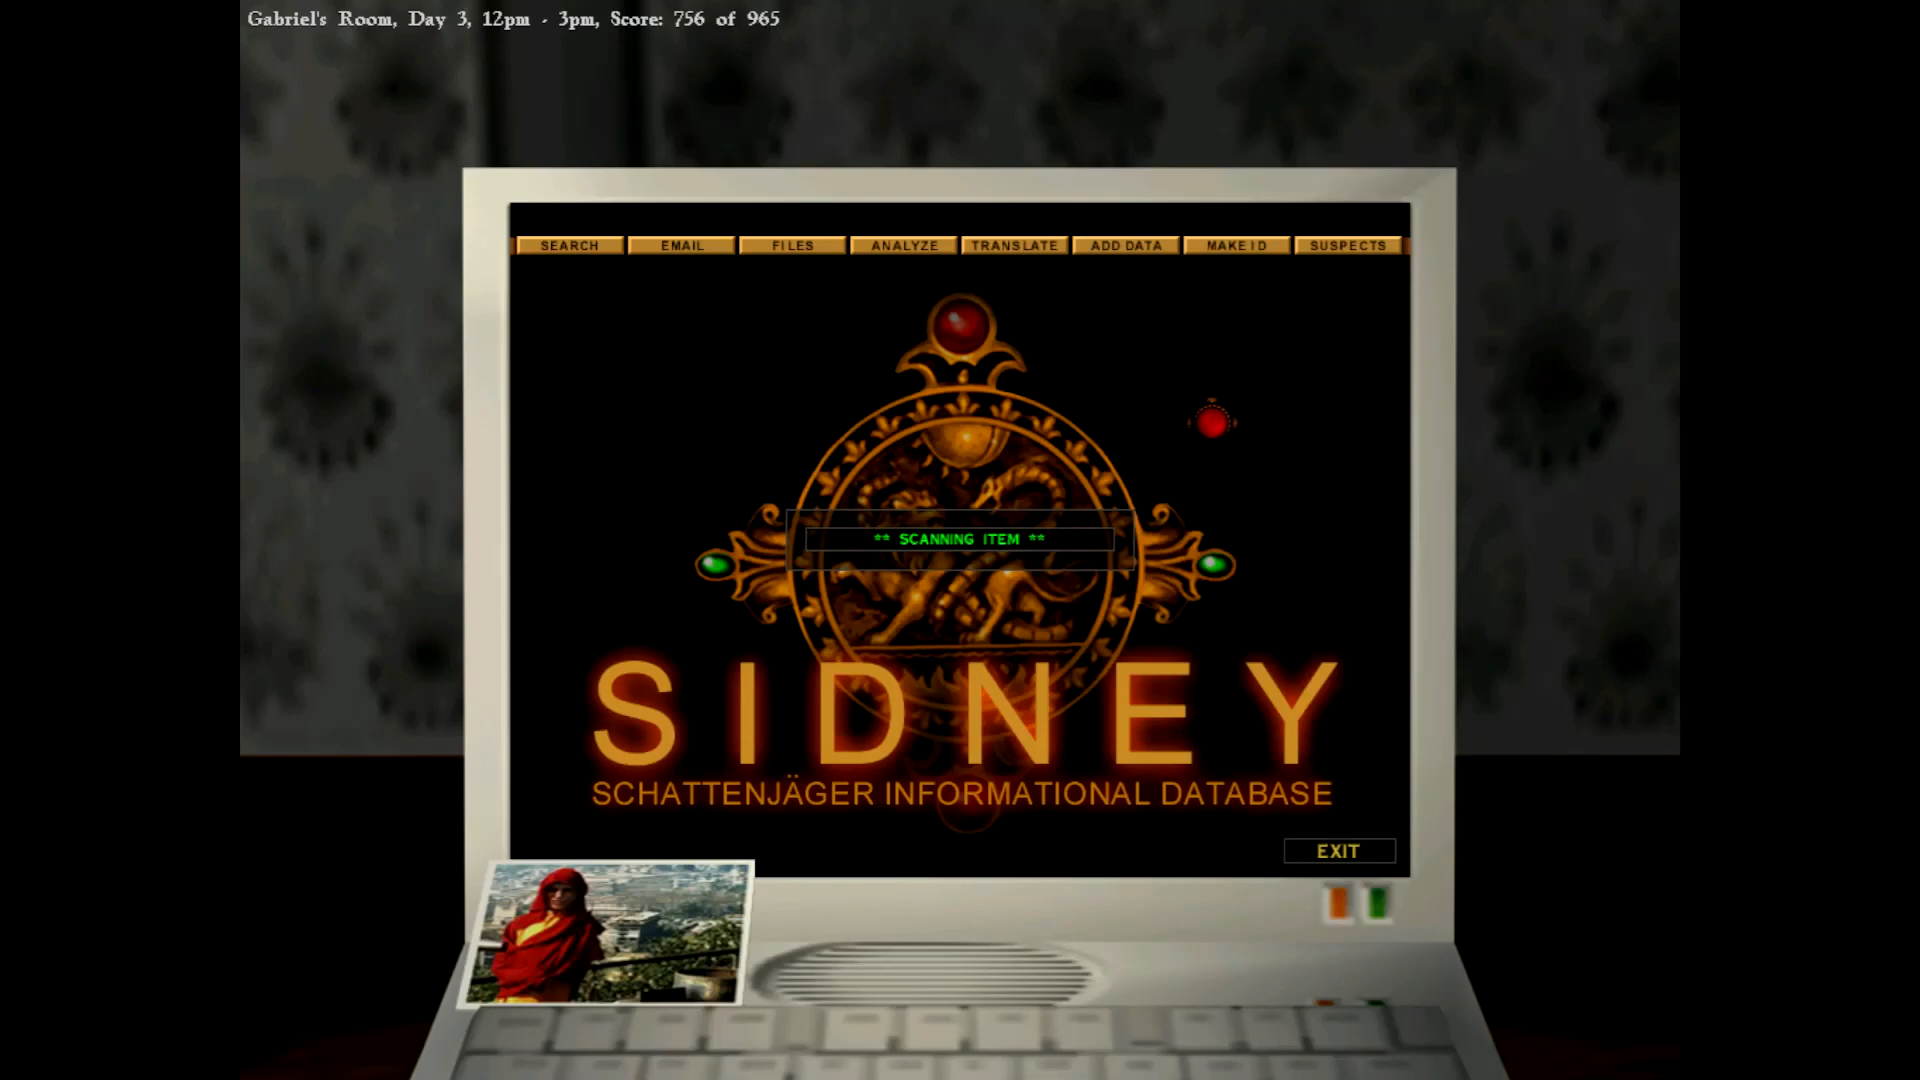 Gabriel's Room, Day 3, 12pm - 3pm, Score: 756 of 965
SEARCH EMAIL FILES ANALYZE TRANSLATE ADD DATA MAKE ID SUSPECTS
** SCANNING ITEM **
SIDNEY
SCHATTENJÄGER INFORMATIONAL DATABASE
EXIT